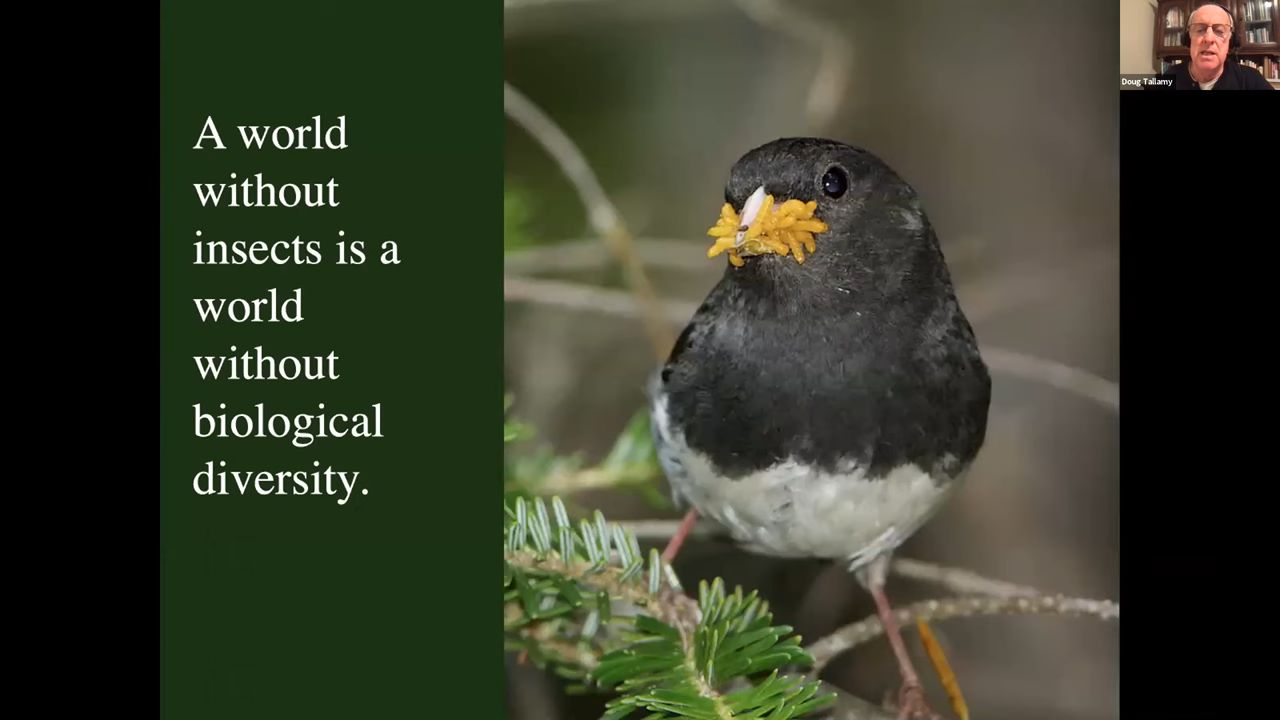 A world
without
insects is a
world
without
biological
diversity.
Doug Tallamy